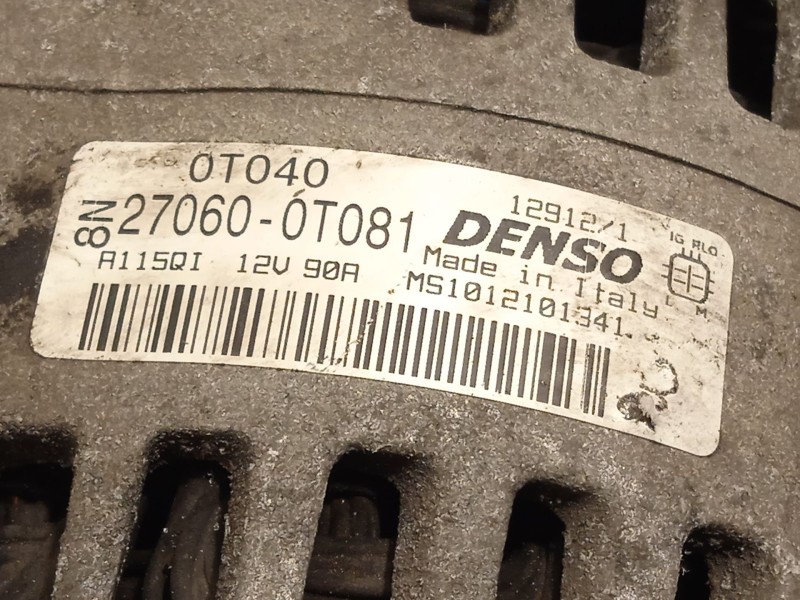 0T040
8N 27060-0T081
DENSO
12912/1
A115QI 12V 90A
Made in Italy
MS1012101341
IG RLO
L M